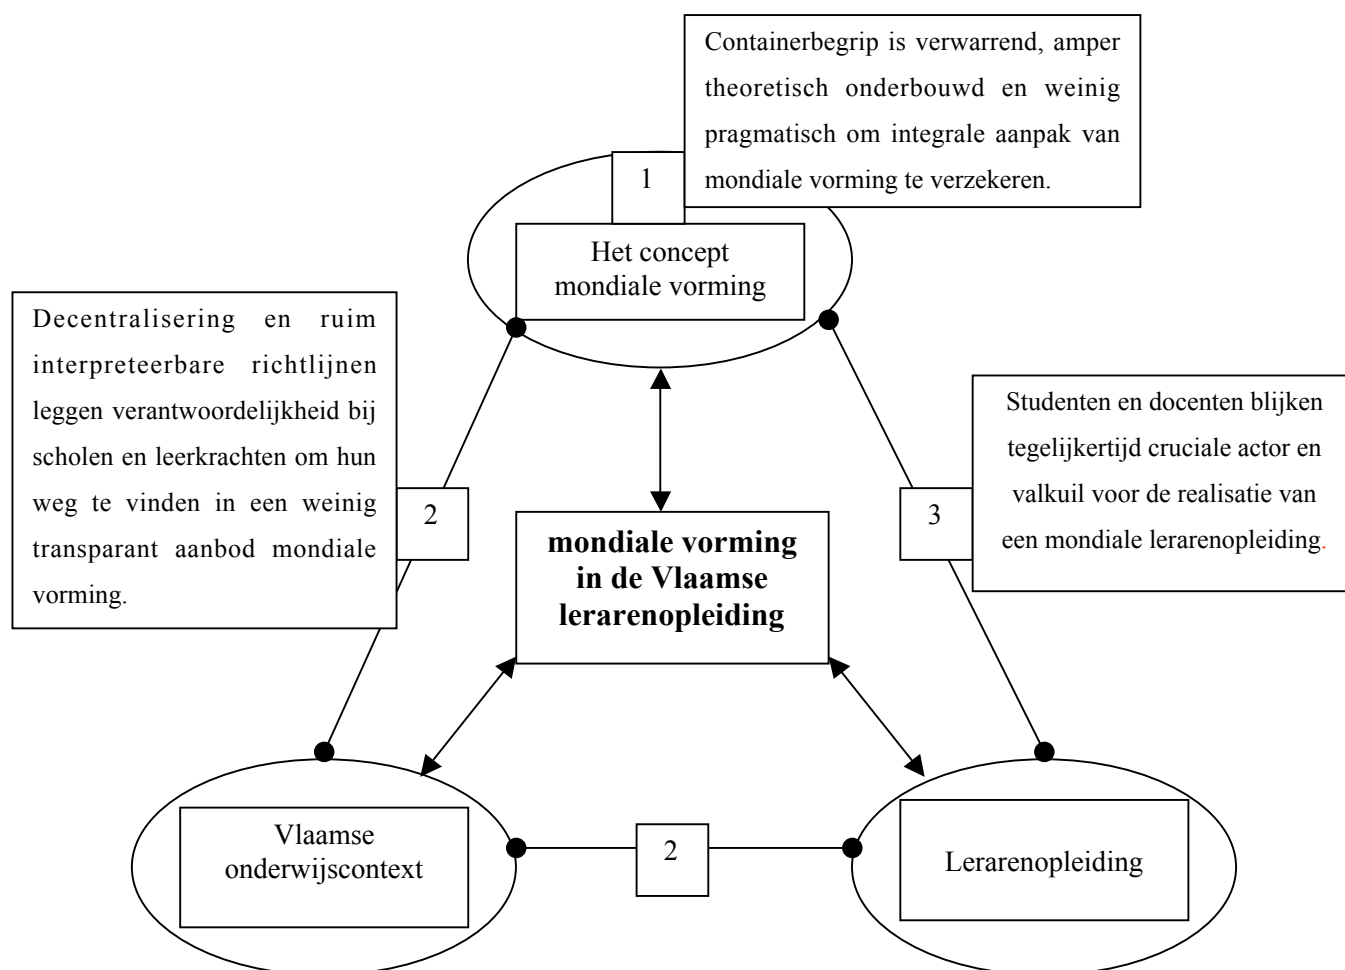 Containerbegrip is verwarrend, amper
theoretisch onderbouwd en weinig
pragmatisch om integrale aanpak van
mondiale vorming te verzekeren.
1
Het concept
mondiale vorming
Decentralisering en ruim
interpreteerbare richtlijnen
leggen verantwoordelijkheid bij
scholen en leerkrachten om hun
weg te vinden in een weinig
transparant aanbod mondiale
vorming.
2
Studenten en docenten blijken
tegelijkertijd cruciale actor en
valkuil voor de realisatie van
een mondiale lerarenopleiding.
3
mondiale vorming
in de Vlaamse
lerarenopleiding
Vlaamse
onderwijscontext
2
Lerarenopleiding